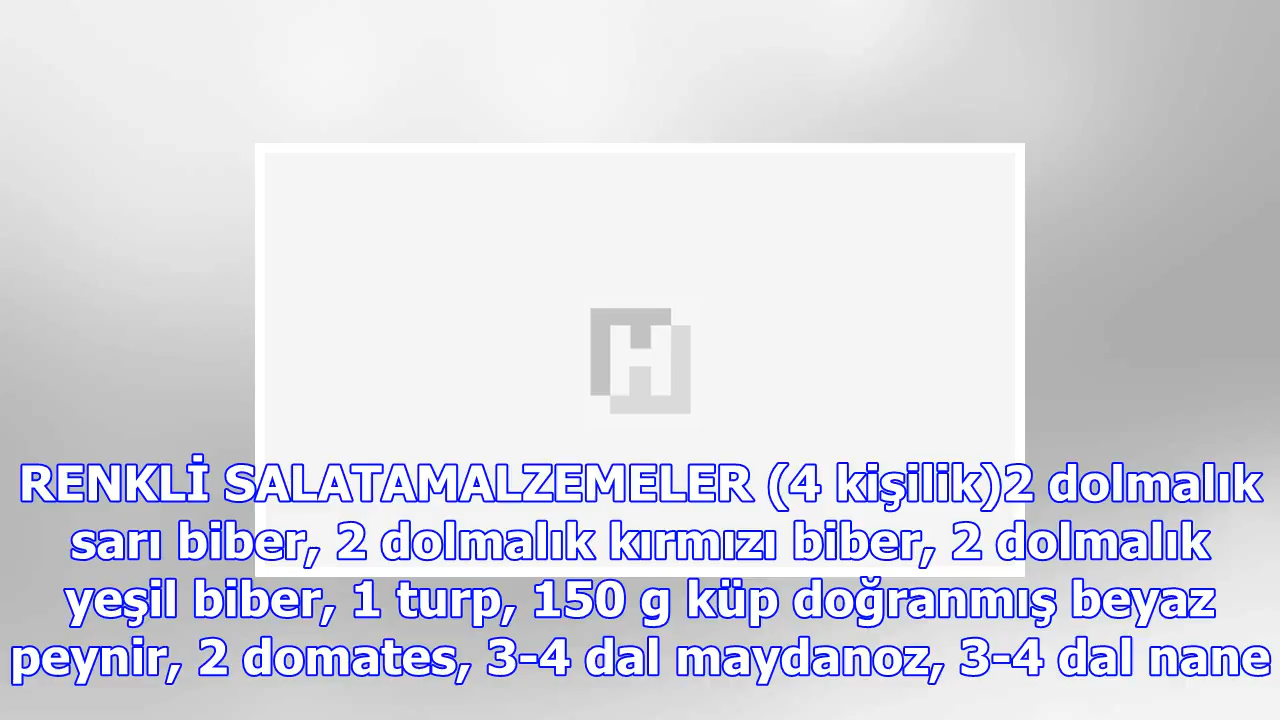 H
RENKLİ SALATAMALZEMELER (4 kişilik)2 dolmalık
sarı biber, 2 dolmalık kırmızı biber, 2 dolmalık
yeşil biber, 1 turp, 150 g küp doğranmış beyaz
peynir, 2 domates, 3-4 dal maydanoz, 3-4 dal nane